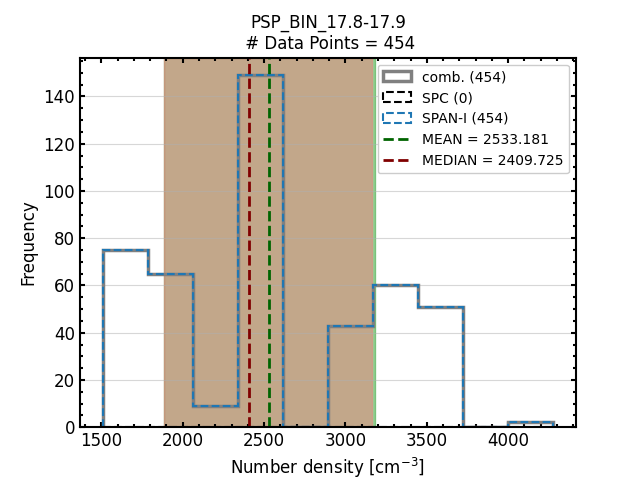 PSP_BIN_17.8-17.9
# Data Points = 454
comb. (454)
SPC (0)
SPAN-I (454)
MEAN = 2533.181
MEDIAN = 2409.725
Frequency
140
120
100
80
60
40
20
0
1500 2000 2500 3000 3500 4000
Number density [cm⁻³]